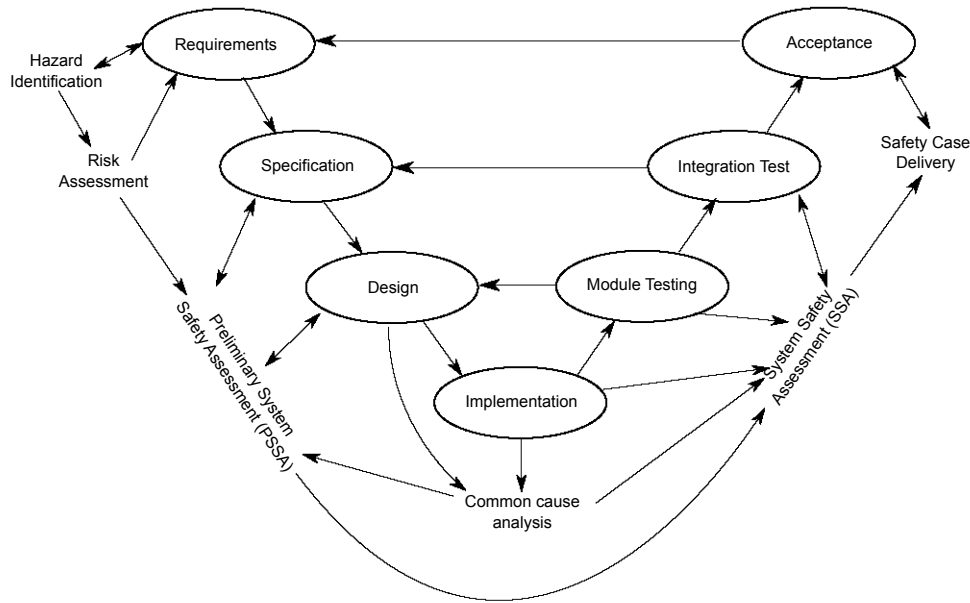 Requirements
Acceptance
Hazard
Identification
Risk
Assessment
Specification
Integration Test
Safety Case
Delivery
Design
Module Testing
Preliminary System
Safety Assessment (PSSA)
System Safety
Assessment (SSA)
Implementation
Common cause
analysis